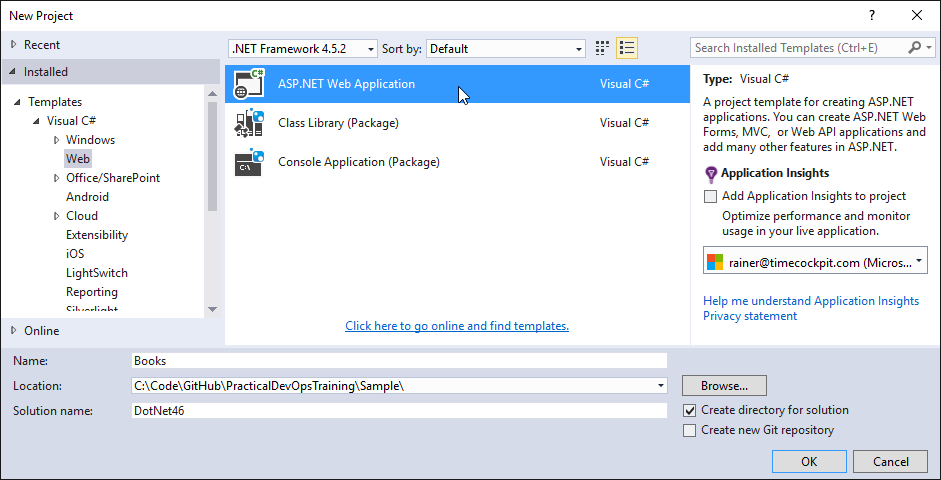 New Project
Recent
.NET Framework 4.5.2
Sort by:
Default
Search Installed Templates (Ctrl+E)
Installed
Templates
Visual C#
Windows
Web
Office/SharePoint
Android
Cloud
Extensibility
iOS
LightSwitch
Reporting
Silverlight
Online
ASP.NET Web Application
Visual C#
Class Library (Package)
Visual C#
Console Application (Package)
Visual C#
Click here to go online and find templates.
Type: Visual C#
A project template for creating ASP.NET
applications. You can create ASP.NET Web
Forms, MVC, or Web API applications and
add many other features in ASP.NET.
Application Insights
Add Application Insights to project
Optimize performance and monitor
usage in your live application.
rainer@timecockpit.com (Micros...
Help me understand Application Insights
Privacy statement
Name:
Books
Location:
C:\Code\GitHub\PracticalDevOpsTraining\Sample\
Browse...
Solution name:
DotNet46
Create directory for solution
Create new Git repository
OK
Cancel